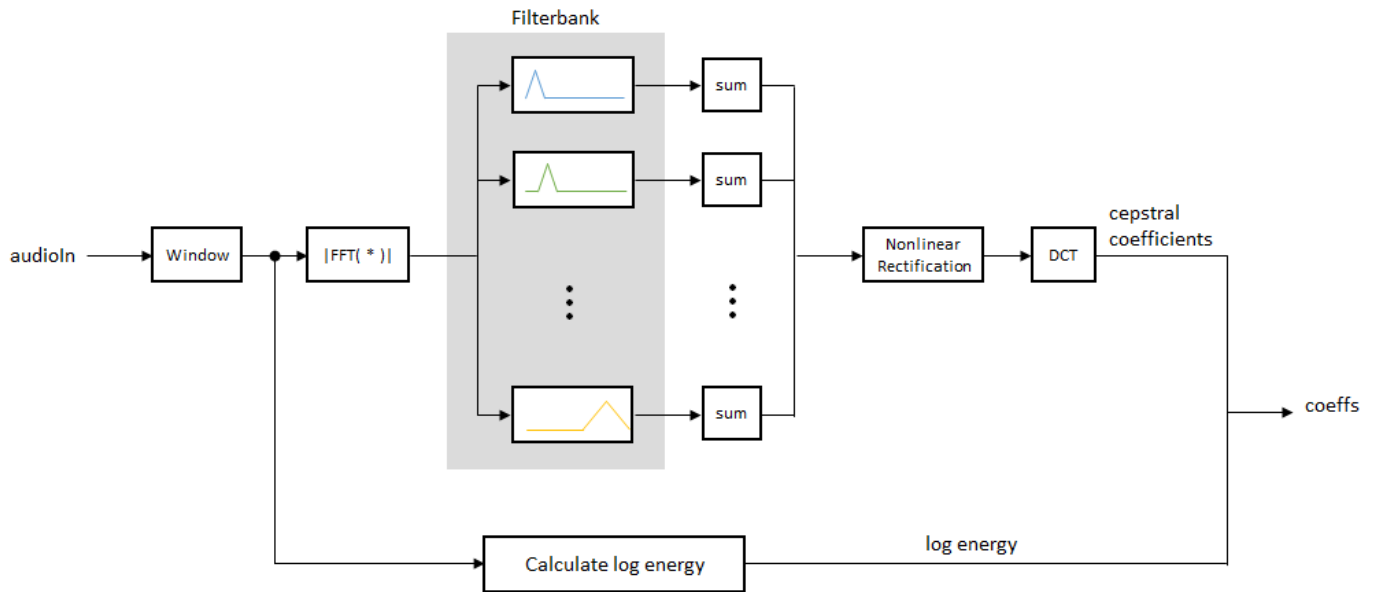 Filterbank
sum
sum
cepstral
coefficients
audioIn
Window
|FFT( * )|
Nonlinear
Rectification
DCT
sum
coeffs
log energy
Calculate log energy